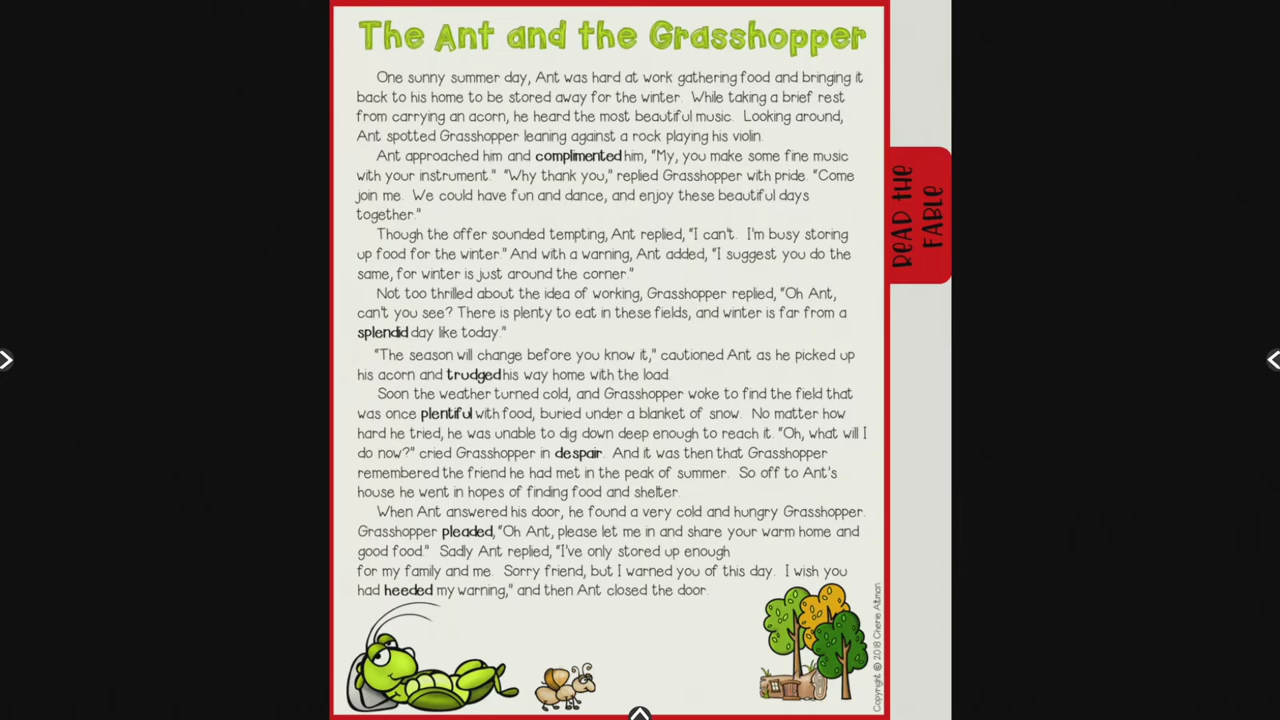 The Ant and the Grasshopper
One sunny summer day, Ant was hard at work gathering food and bringing it
back to his home to be stored away for the winter. While taking a brief rest
from carrying an acorn, he heard the most beautiful music. Looking around,
Ant spotted Grasshopper leaning against a rock playing his violin.
Ant approached him and complimented him, "My, you make some fine music
with your instrument." "Why thank you," replied Grasshopper with pride. "Come
join me. We could have fun and dance, and enjoy these beautiful days
together."
Though the offer sounded tempting, Ant replied, "I can't. I'm busy storing
up food for the winter." And with a warning, Ant added, "I suggest you do the
same, for winter is just around the corner."
Not too thrilled about the idea of working, Grasshopper replied, "Oh Ant,
can't you see? There is plenty to eat in these fields, and winter is far from a
splendid day like today."
"The season will change before you know it," cautioned Ant as he picked up
his acorn and trudged his way home with the load.
Soon the weather turned cold, and Grasshopper woke to find the field that
was once plentiful with food, buried under a blanket of snow. No matter how
hard he tried, he was unable to dig down deep enough to reach it. "Oh, what will I
do now?" cried Grasshopper in despair. And it was then that Grasshopper
remembered the friend he had met in the peak of summer. So off to Ant's
house he went in hopes of finding food and shelter.
When Ant answered his door, he found a very cold and hungry Grasshopper.
Grasshopper pleaded, "Oh Ant, please let me in and share your warm home and
good food." Sadly Ant replied, "I've only stored up enough
for my family and me. Sorry friend, but I warned you of this day. I wish you
had heeded my warning," and then Ant closed the door.
Copyright © 2018 Cherie Altman
READ THE
FABLE